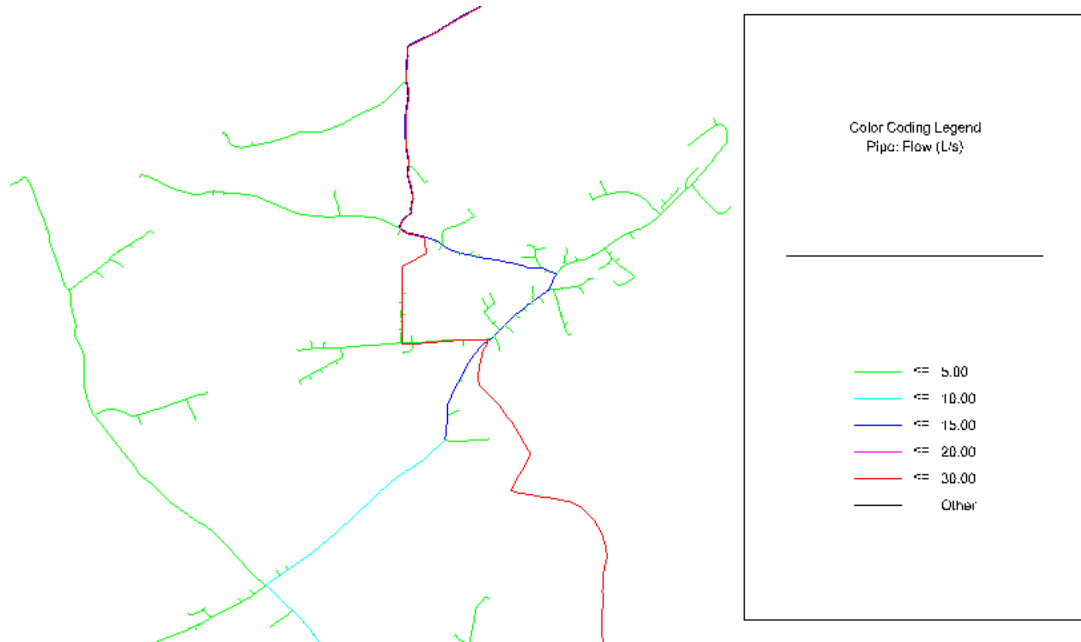 Color Coding Legend
Pipe: Flow (L/s)
<= 5.00
<= 10.00
<= 15.00
<= 20.00
<= 30.00
Other